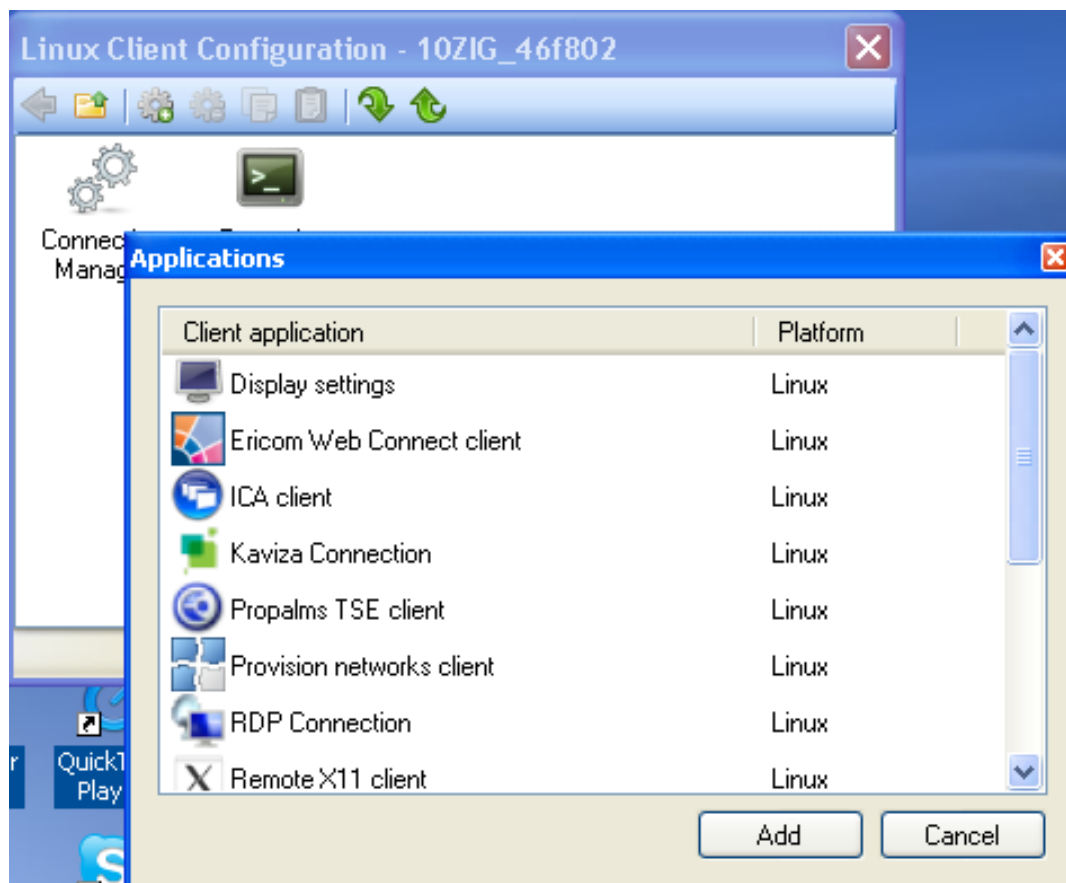 Linux Client Configuration - 10ZIG_46f802
Applications
Client application Platform
Display settings Linux
Ericom Web Connect client Linux
ICA client Linux
Kaviza Connection Linux
Propalms TSE client Linux
Provision networks client Linux
RDP Connection Linux
Remote X11 client Linux
Play
Add Cancel